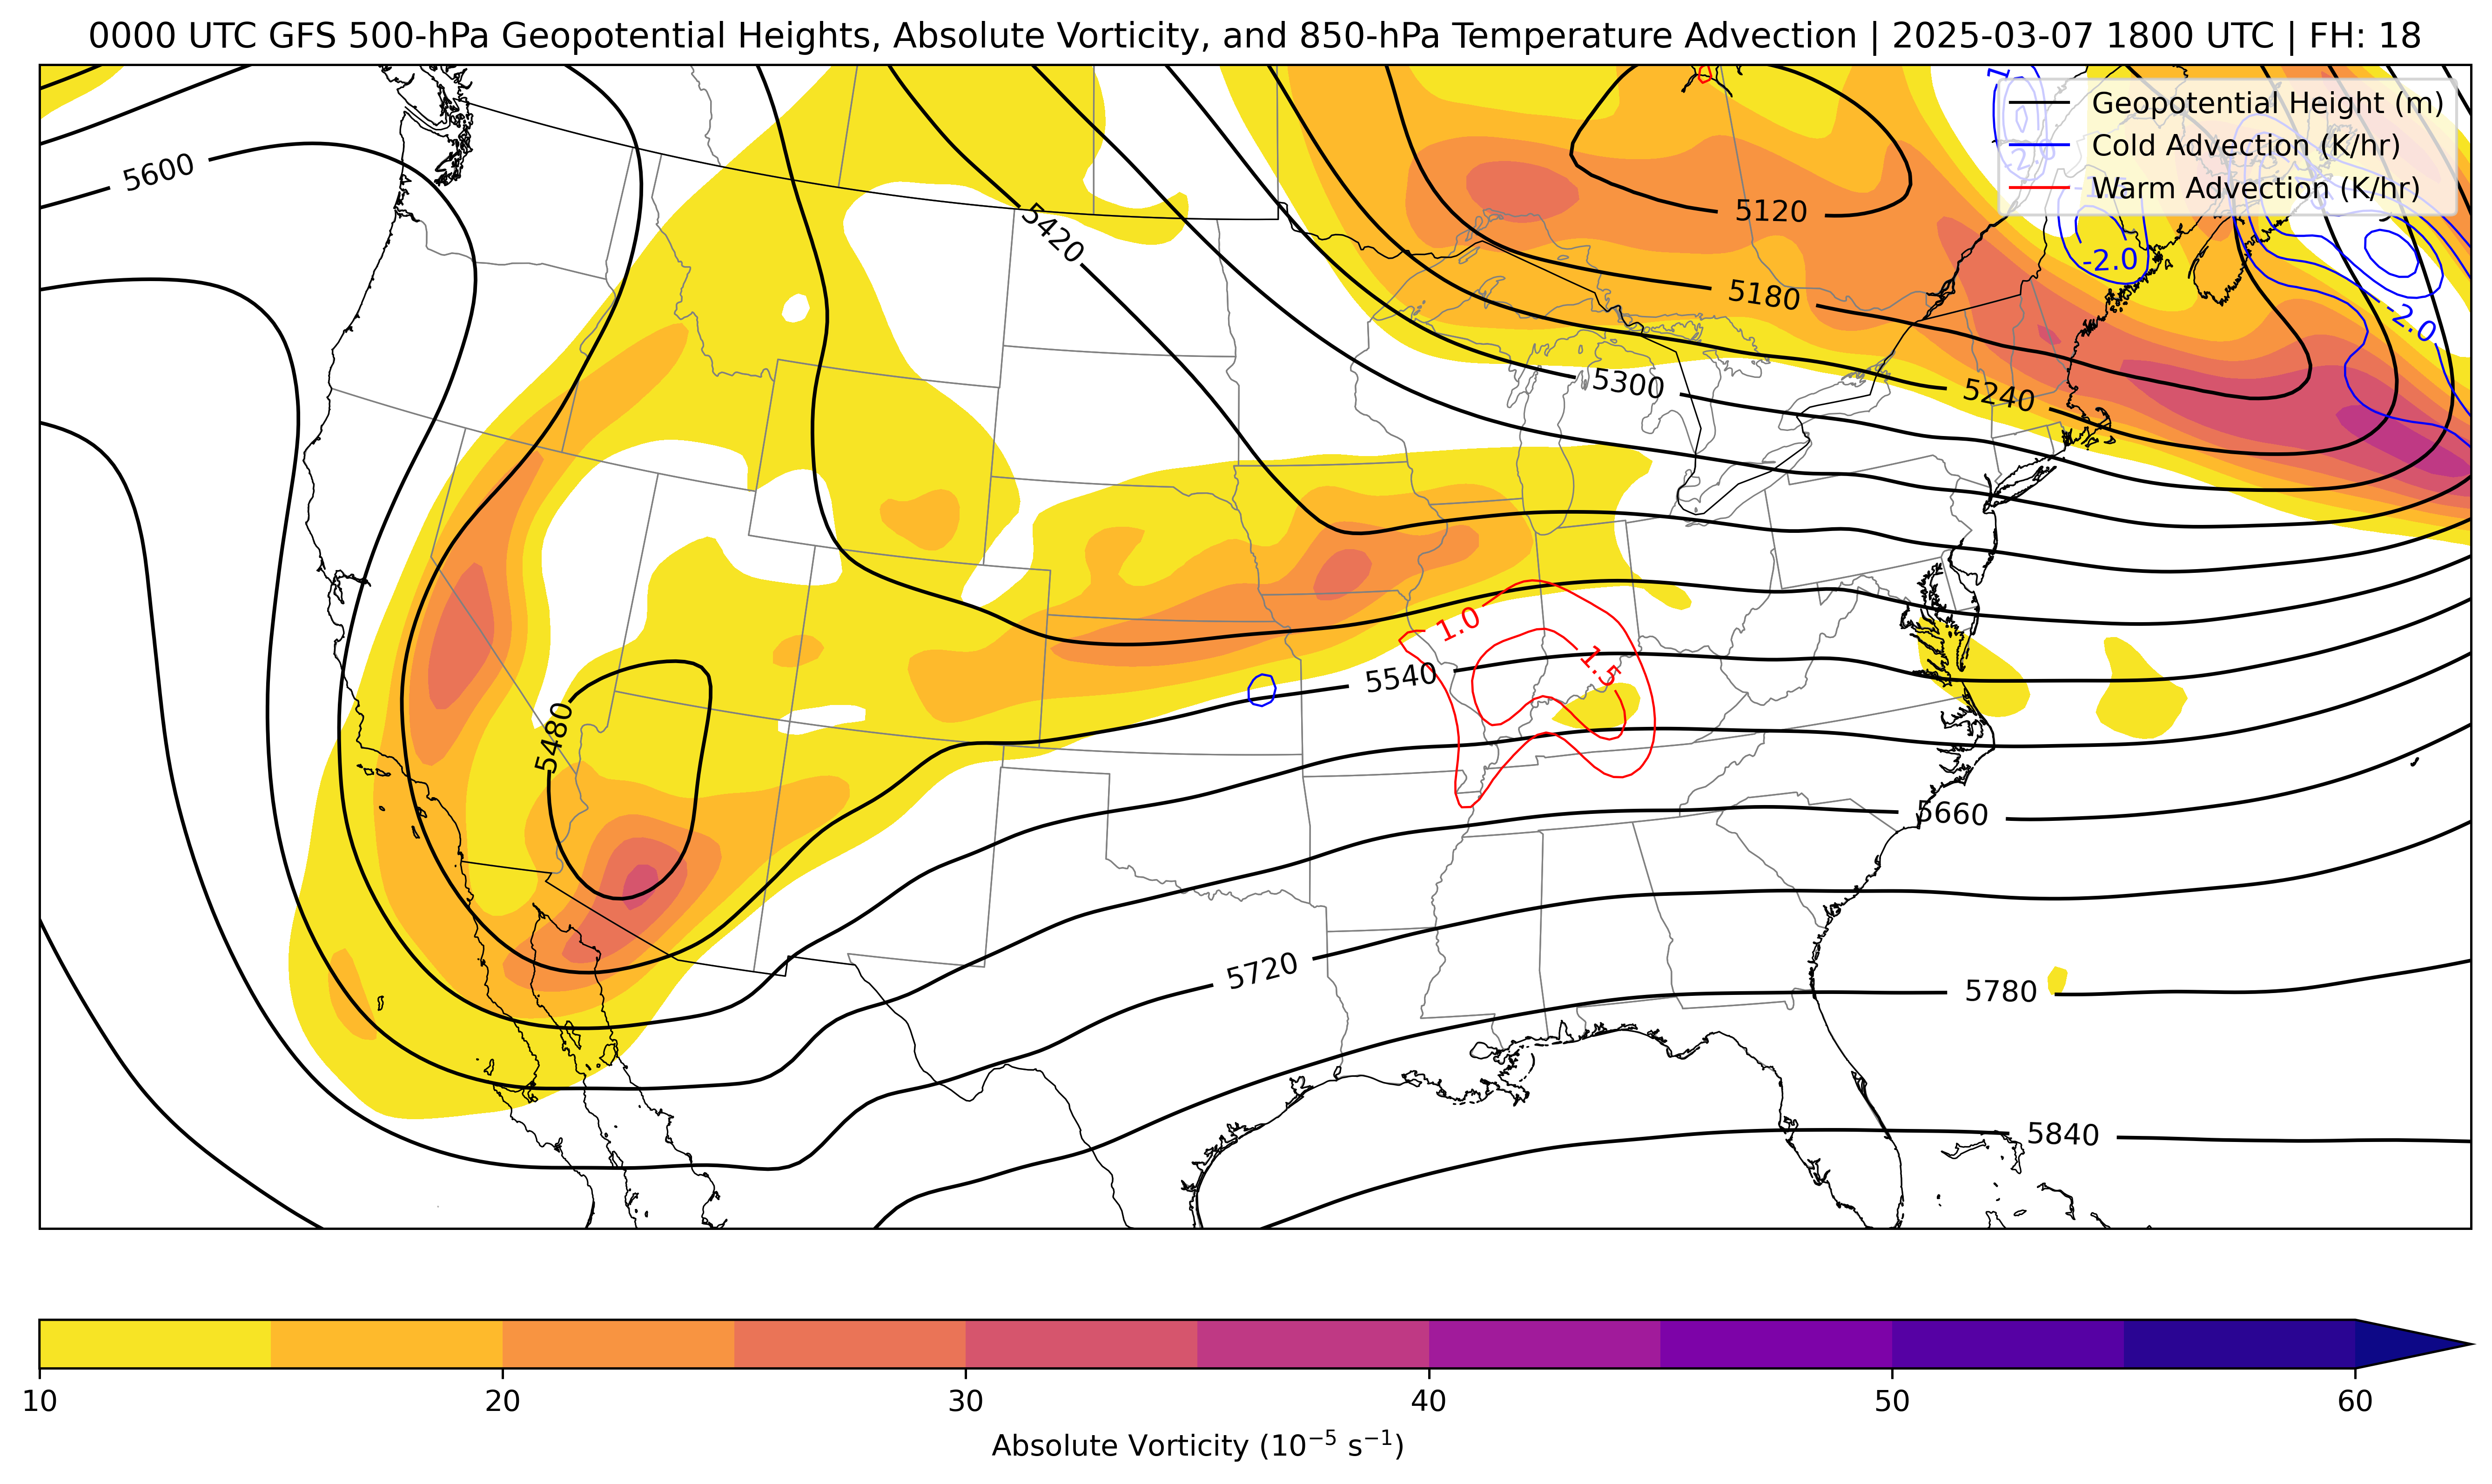 0000 UTC GFS 500-hPa Geopotential Heights, Absolute Vorticity, and 850-hPa Temperature Advection | 2025-03-07 1800 UTC | FH: 18
Geopotential Height (m)
Cold Advection (K/hr)
Warm Advection (K/hr)
5600
5420
5120
5180
-2.0
-2.0
5300
5240
1.0
1.5
5540
5480
5660
5720
5780
5840
10 20 30 40 50 60
Absolute Vorticity (10⁻⁵ s⁻¹)